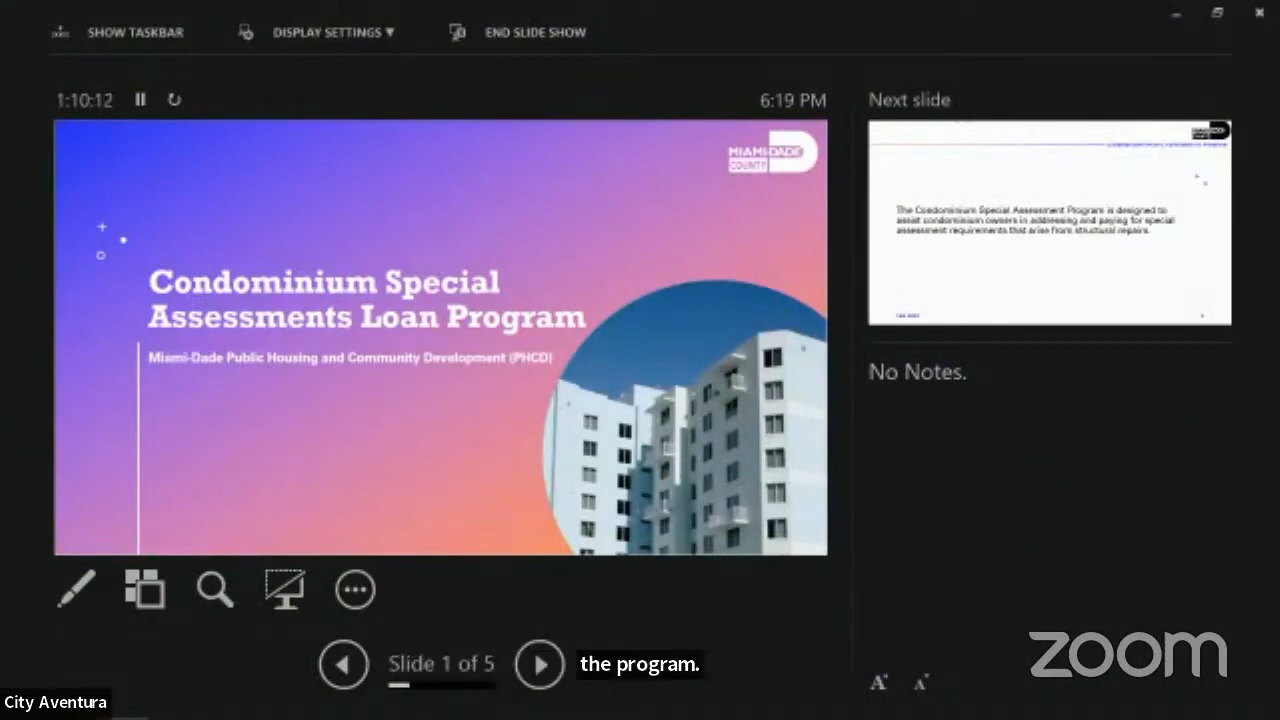 SHOW TASKBAR
DISPLAY SETTINGS ▼
END SLIDE SHOW
1:10:12
6:19 PM
Next slide
MIAMI-DADE
COUNTY
Condominium Special
Assessments Loan Program
Miami-Dade Public Housing and Community Development (PHCD)
The Condominium Special Assessment Program is designed to
assist condominium owners in addressing and paying for special
assessment requirements that arise from structural repairs.
No Notes.
Slide 1 of 5
the program.
zoom
City Aventura